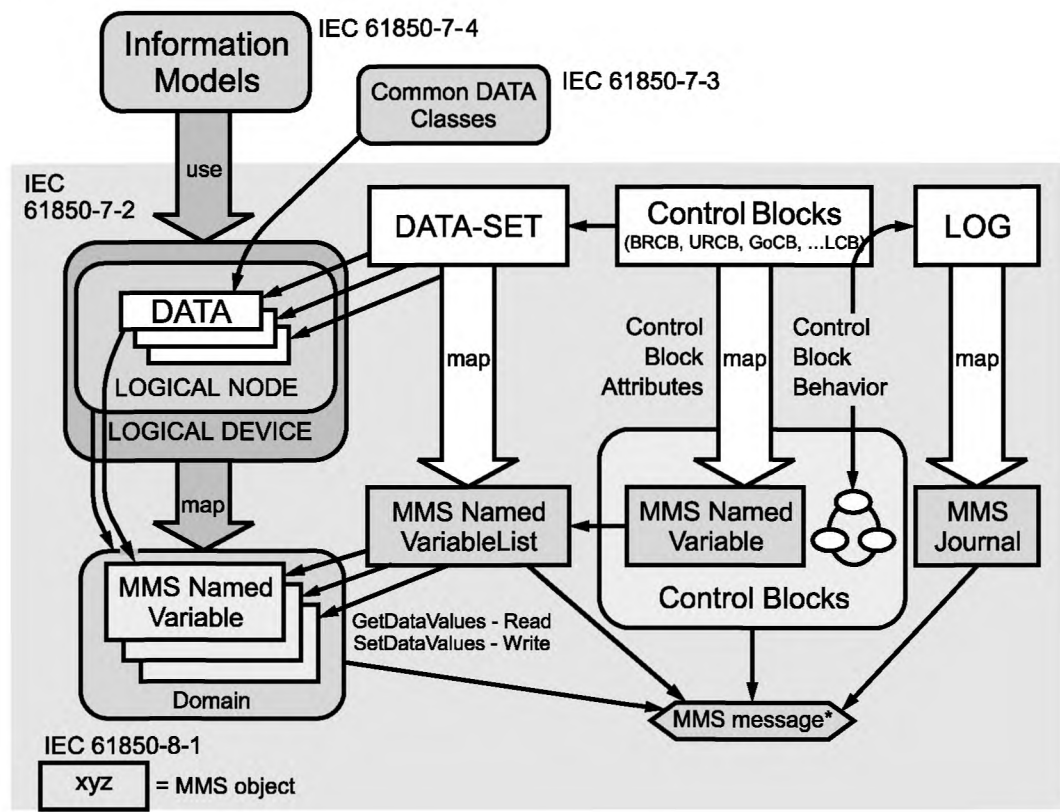 Information
Models
IEC 61850-7-4
Common DATA
Classes
IEC 61850-7-3
use
IEC
61850-7-2
DATA-SET
Control Blocks
(BRCB, URCB, GoCB, ...LCB)
LOG
DATA
LOGICAL NODE
LOGICAL DEVICE
map
Control
Block
Attributes
map
Control
Block
Behavior
map
map
MMS Named
VariableList
MMS Named
Variable
Control Blocks
MMS
Journal
MMS Named
Variable
Domain
GetDataValues - Read
SetDataValues - Write
MMS message*
IEC 61850-8-1
xyz
= MMS object